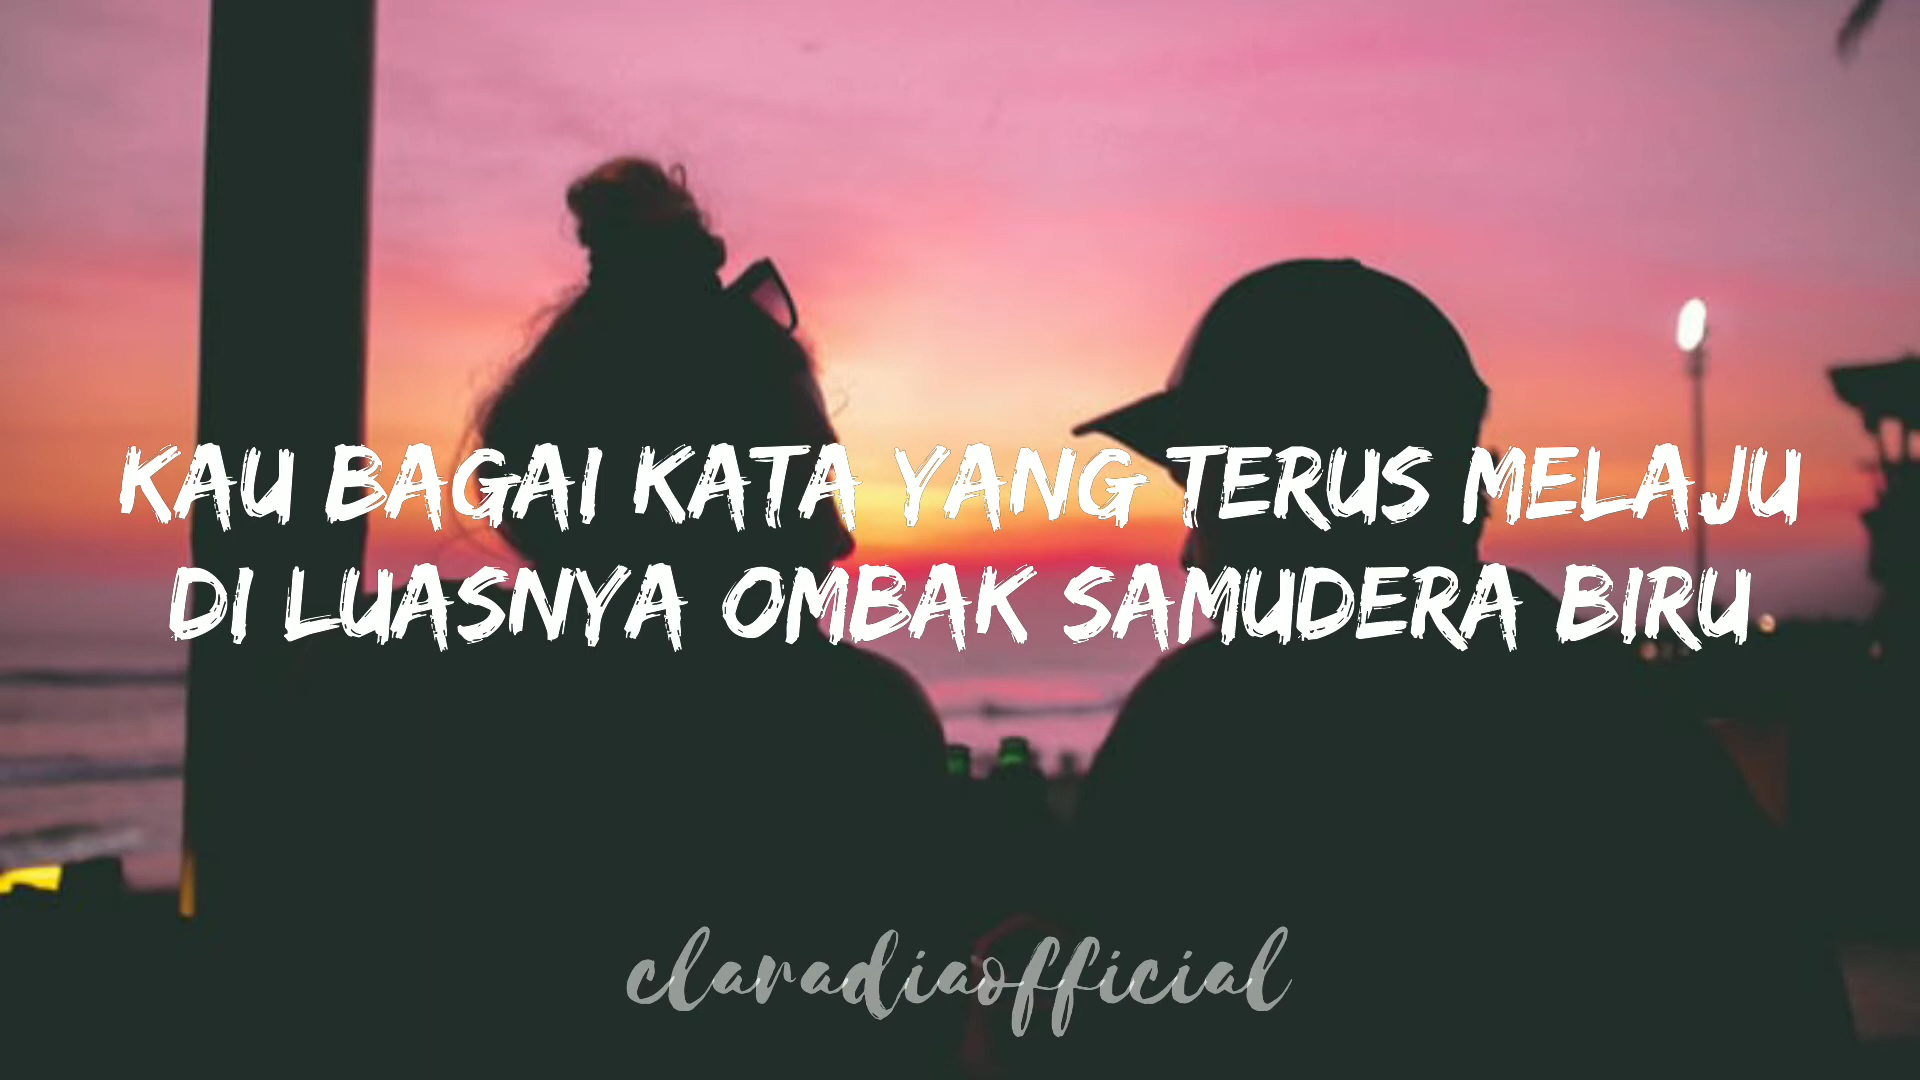 KAU BAGAI KATA YANG TERUS MELAJU
DI LUASNYA OMBAK SAMUDERA BIRU
claradiaofficial